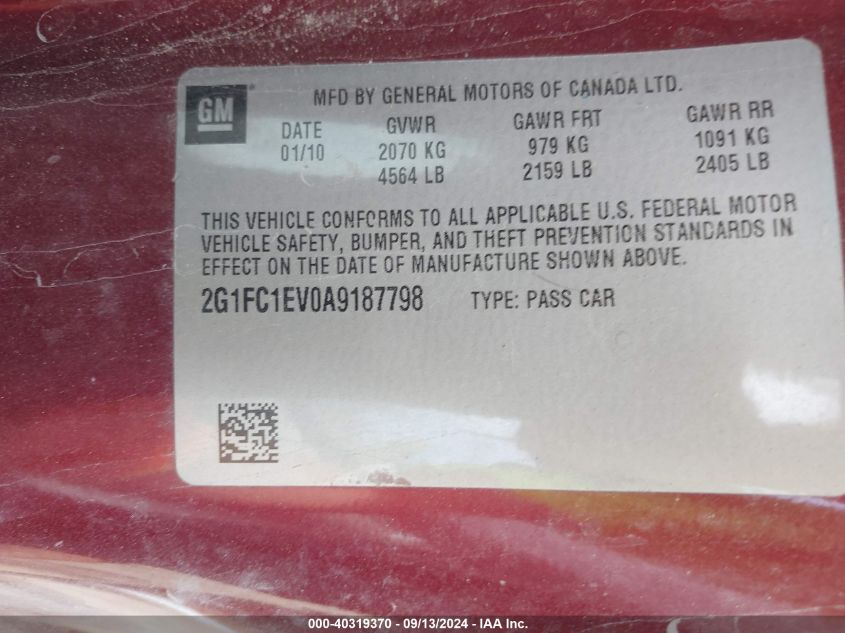 GM
MFD BY GENERAL MOTORS OF CANADA LTD.
DATE GVWR GAWR FRT GAWR RR
01/10 2070 KG 979 KG 1091 KG
4564 LB 2159 LB 2405 LB
THIS VEHICLE CONFORMS TO ALL APPLICABLE U.S. FEDERAL MOTOR
VEHICLE SAFETY, BUMPER, AND THEFT PREVENTION STANDARDS IN
EFFECT ON THE DATE OF MANUFACTURE SHOWN ABOVE.
2G1FC1EV0A9187798 TYPE: PASS CAR
000-40319370 - 09/13/2024 - IAA Inc.